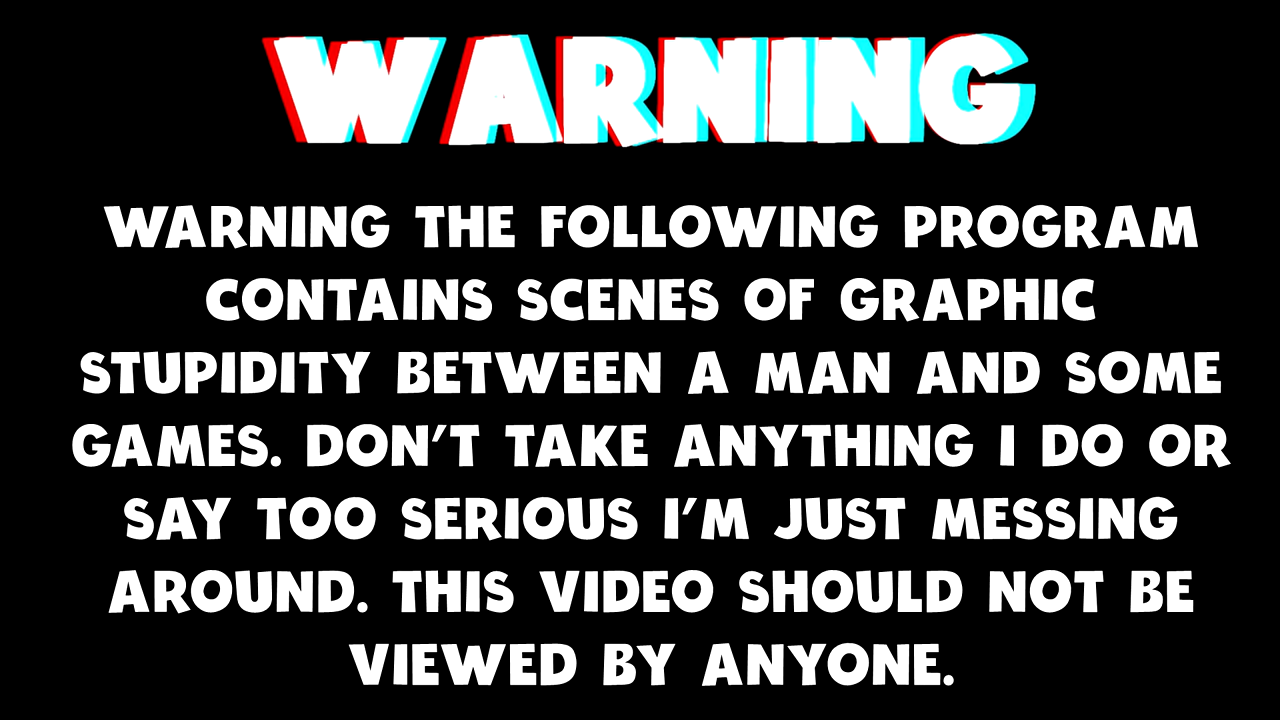 WARNING
WARNING THE FOLLOWING PROGRAM
CONTAINS SCENES OF GRAPHIC
STUPIDITY BETWEEN A MAN AND SOME
GAMES. DON'T TAKE ANYTHING I DO OR
SAY TOO SERIOUS I'M JUST MESSING
AROUND. THIS VIDEO SHOULD NOT BE
VIEWED BY ANYONE.